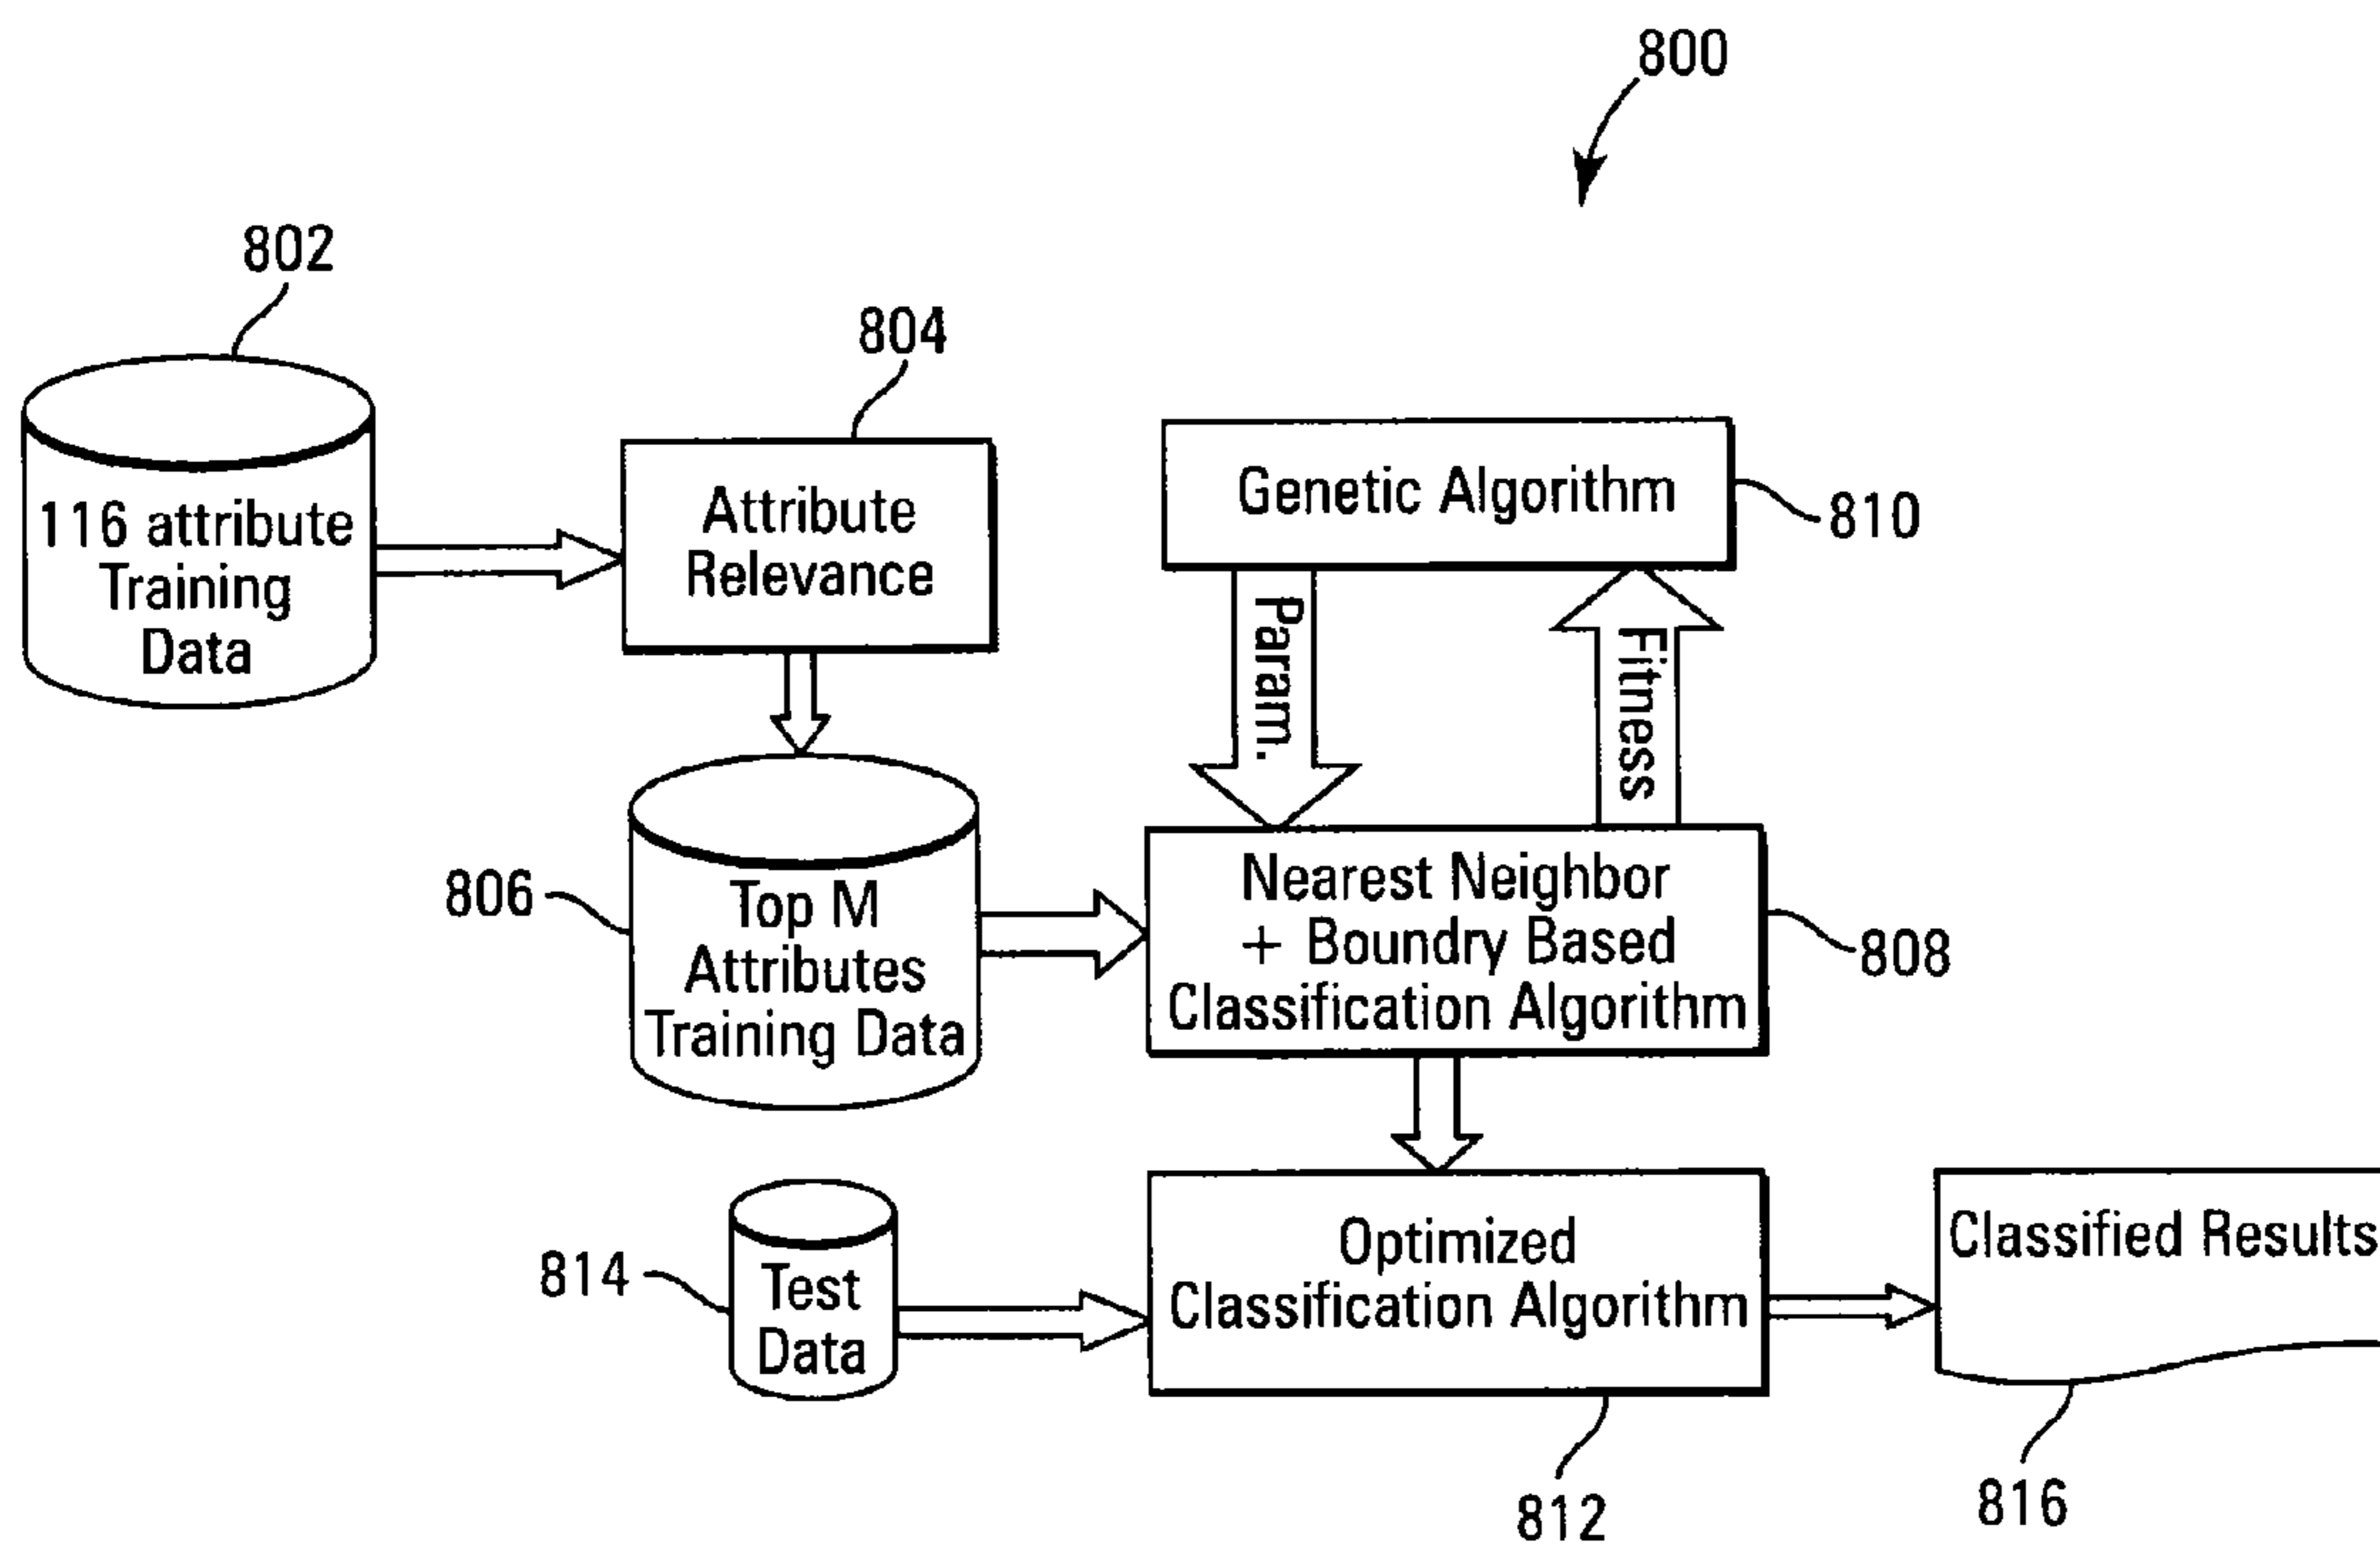 800
802
804
116 attribute
Training
Data
Attribute
Relevance
Genetic Algorithm
810
Param.
Fitness
806
Top M
Attributes
Training Data
Nearest Neighbor
+ Boundry Based
Classification Algorithm
808
814
Test
Data
Optimized
Classification Algorithm
Classified Results
812
816